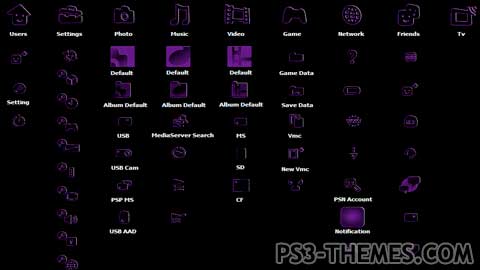 Users Settings Photo Music Video Game Network Friends Tv
Default Default Default Game Data
Setting Album Default Album Default Album Default Save Data
USB MediaServer Search MS Vmc
USB Cam SD New Vmc
PSP MS CF PSN Account
USB AAD Notification
PS3-THEMES.COM